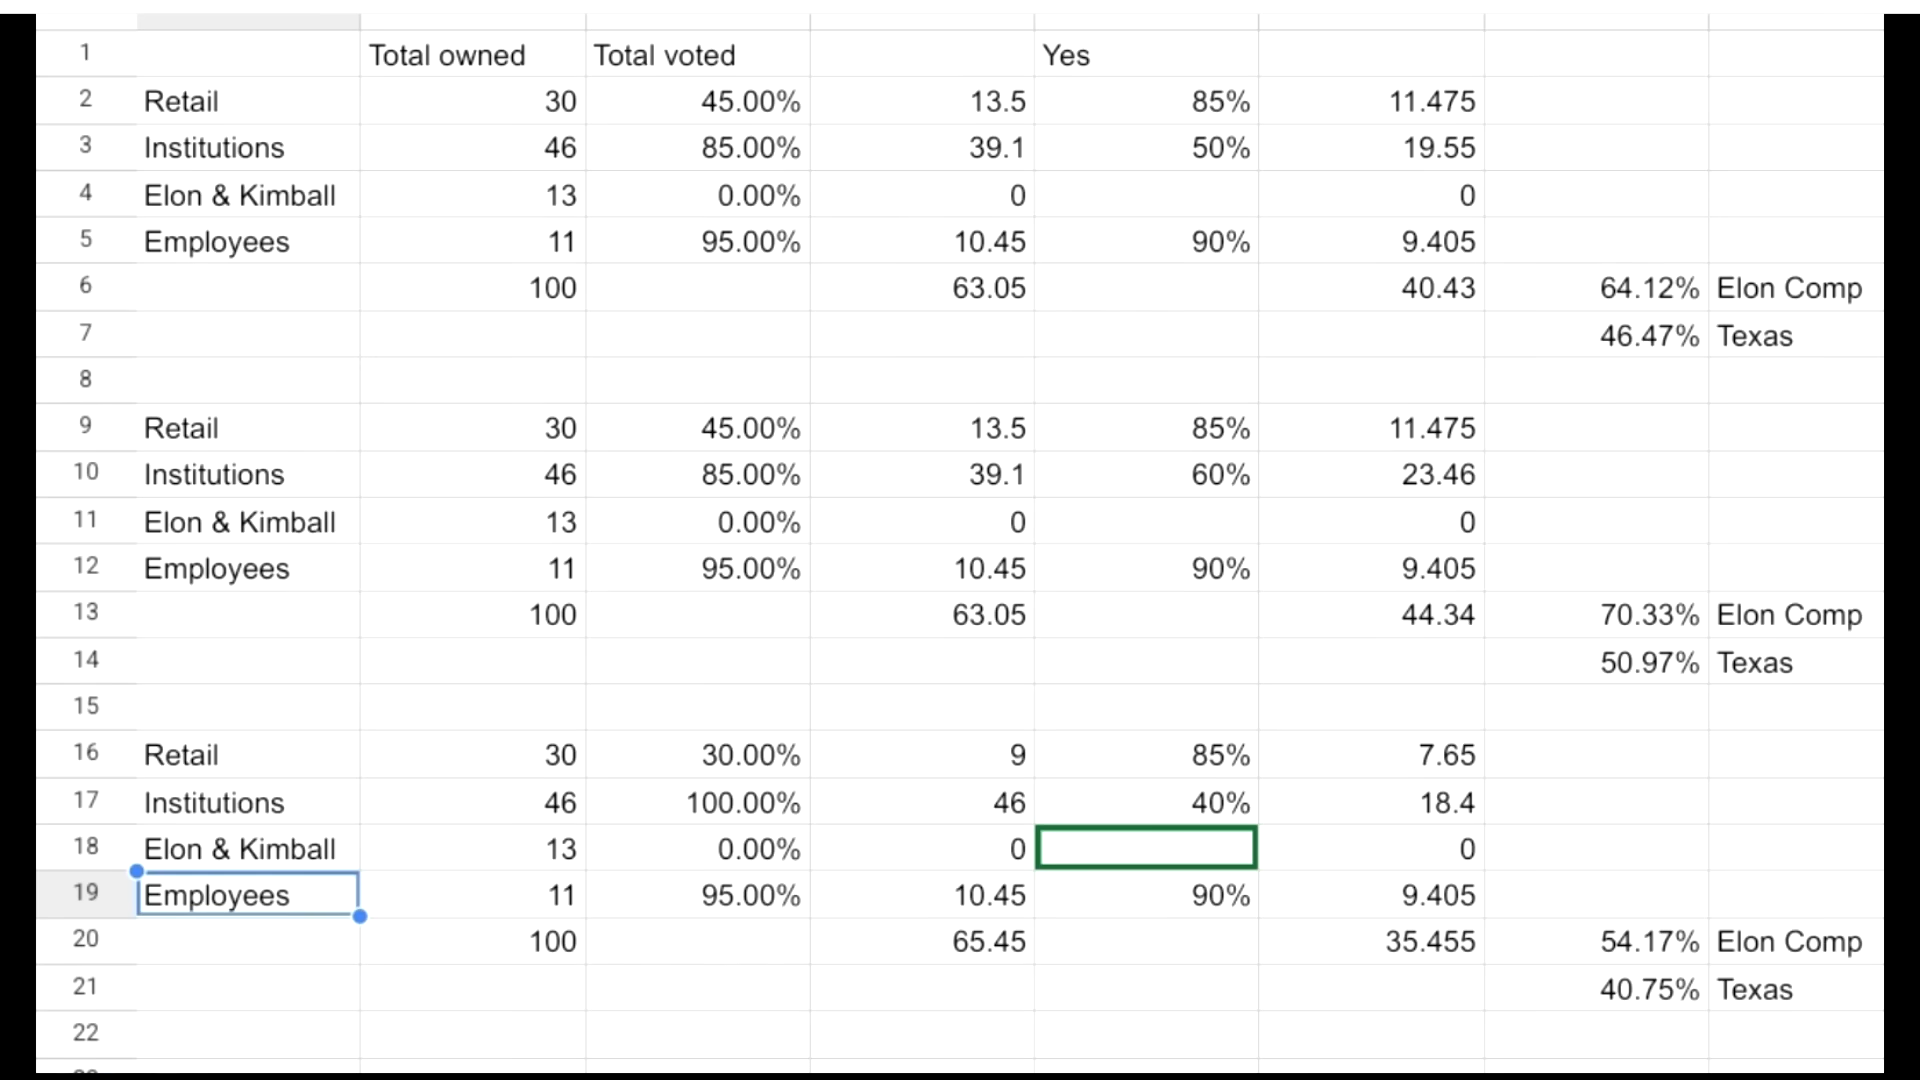 1 Total owned Total voted Yes
2 Retail 30 45.00% 13.5 85% 11.475
3 Institutions 46 85.00% 39.1 50% 19.55
4 Elon & Kimball 13 0.00% 0 0
5 Employees 11 95.00% 10.45 90% 9.405
6 100 63.05 40.43 64.12% Elon Comp
7 46.47% Texas
8
9 Retail 30 45.00% 13.5 85% 11.475
10 Institutions 46 85.00% 39.1 60% 23.46
11 Elon & Kimball 13 0.00% 0 0
12 Employees 11 95.00% 10.45 90% 9.405
13 100 63.05 44.34 70.33% Elon Comp
14 50.97% Texas
15
16 Retail 30 30.00% 9 85% 7.65
17 Institutions 46 100.00% 46 40% 18.4
18 Elon & Kimball 13 0.00% 0 0
19 Employees 11 95.00% 10.45 90% 9.405
20 100 65.45 35.455 54.17% Elon Comp
21 40.75% Texas
22